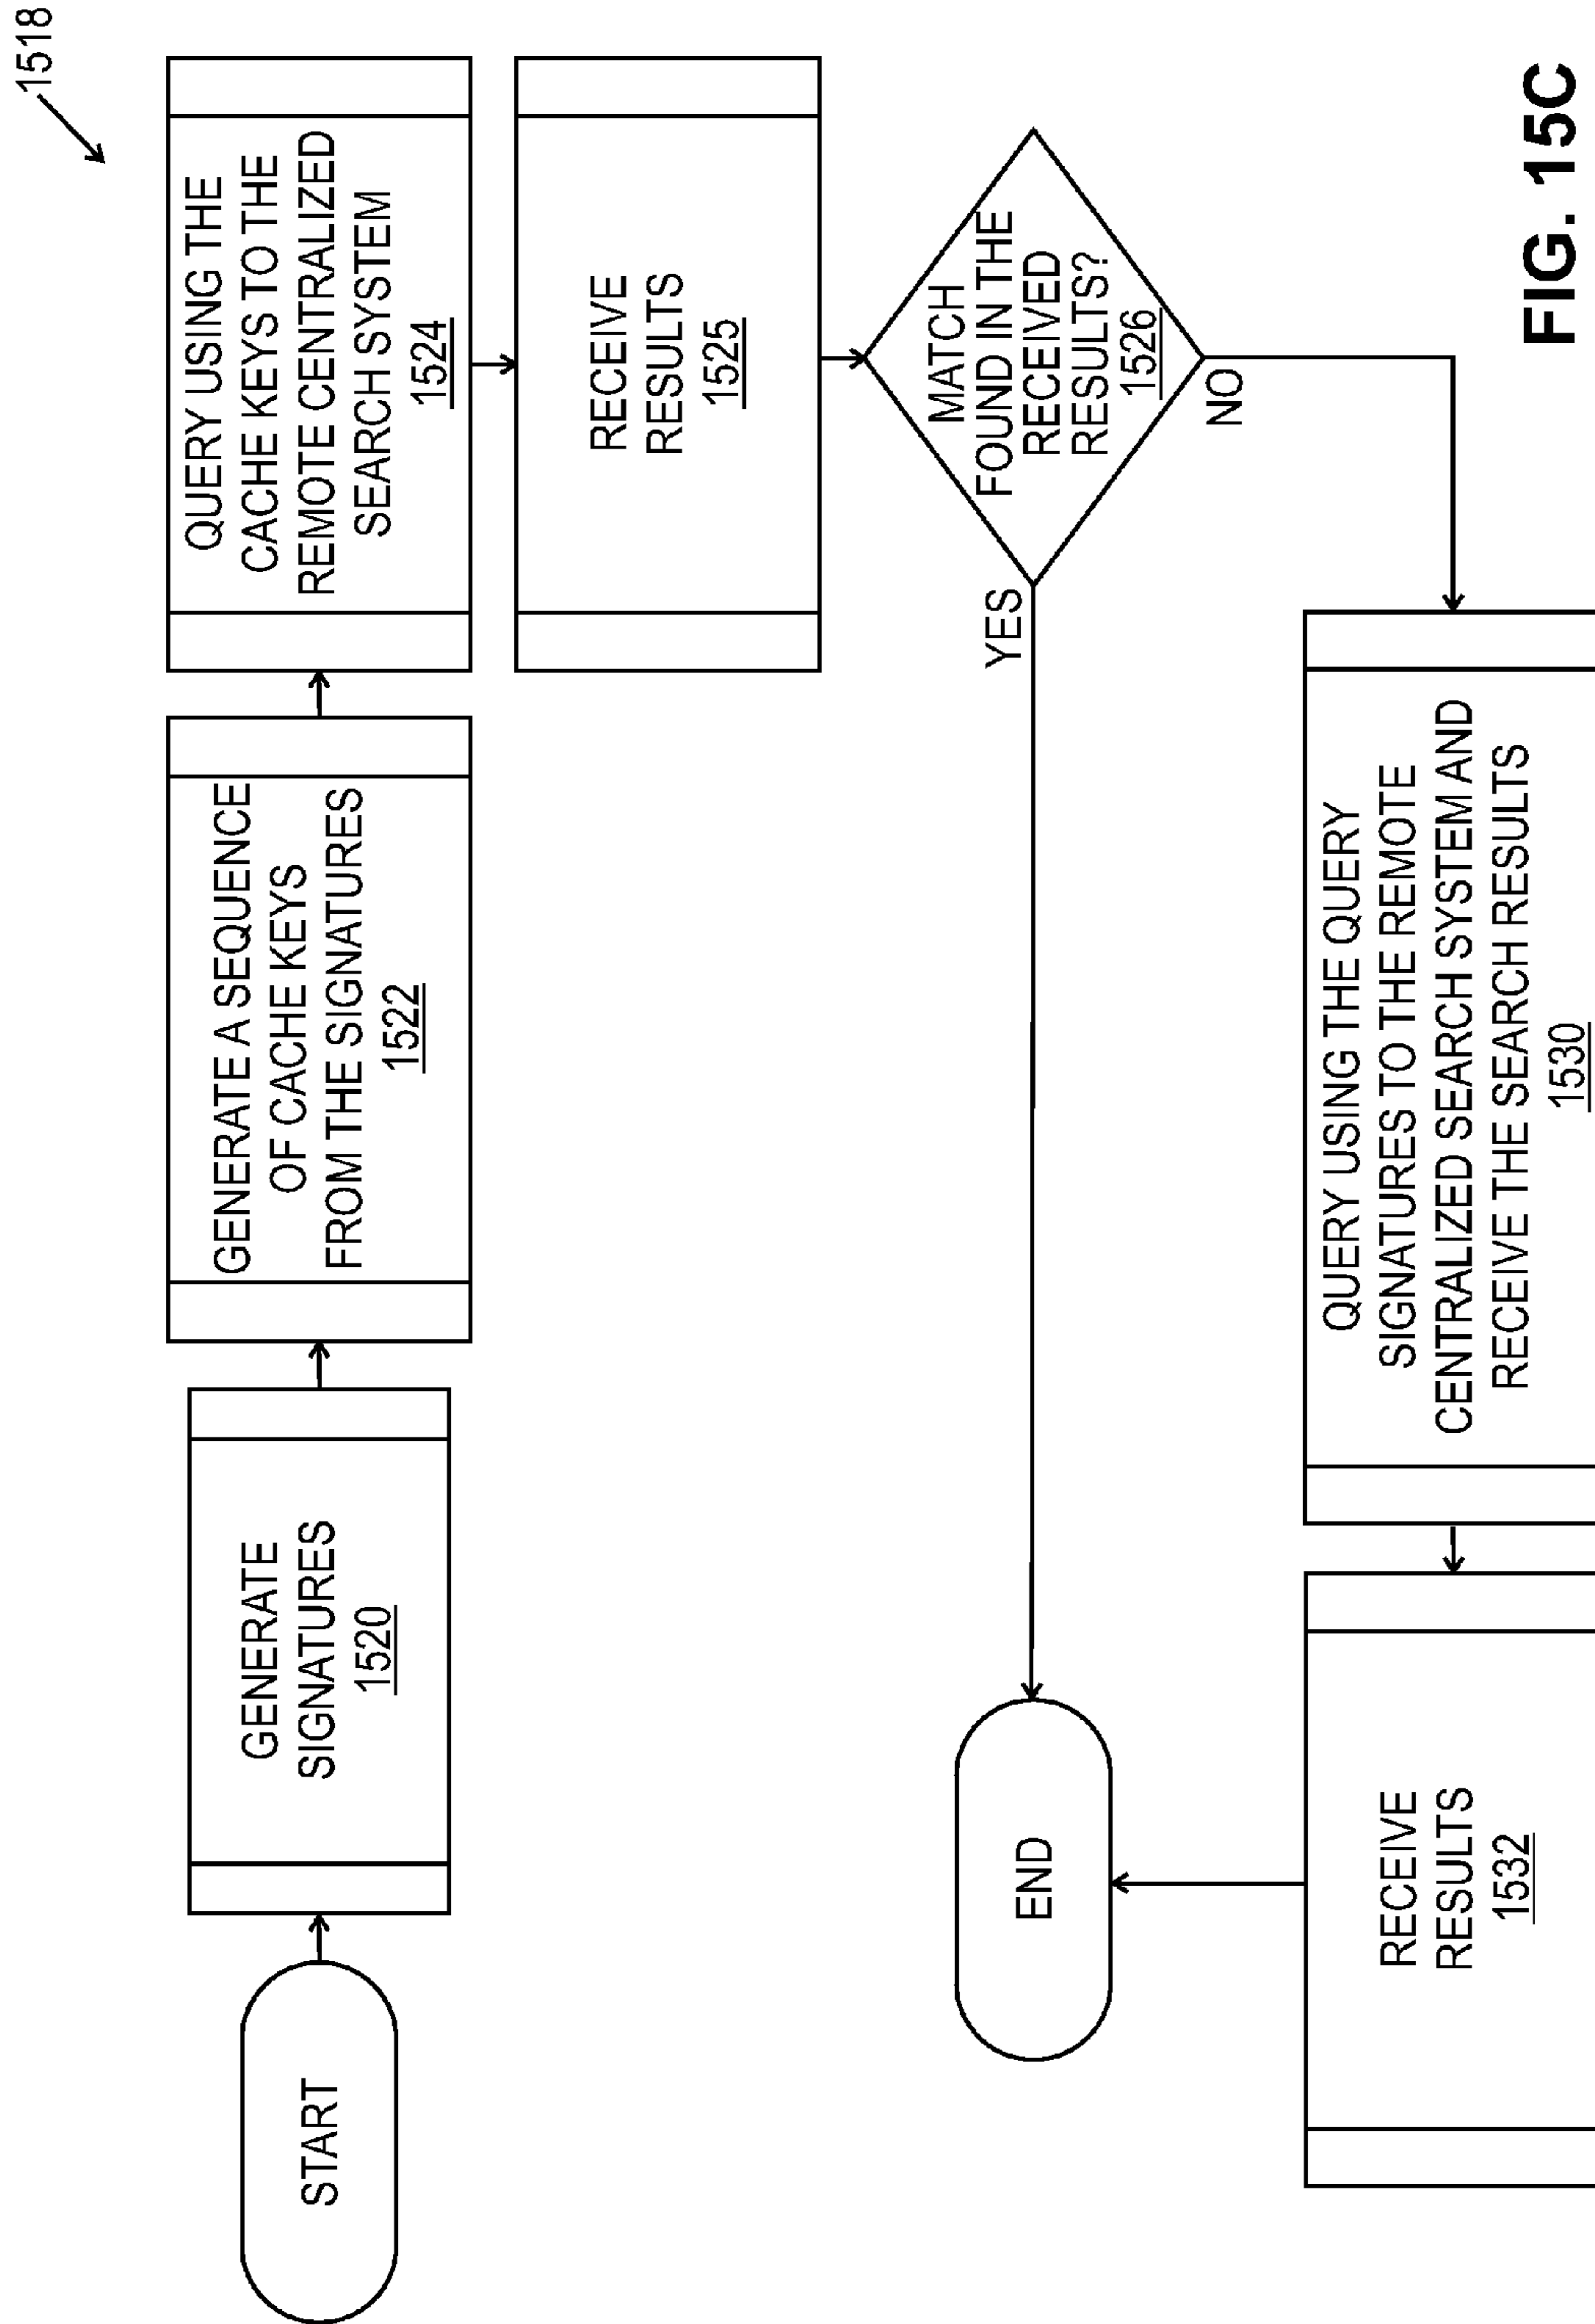 1518
START
GENERATE
SIGNATURES
1520
GENERATE A SEQUENCE
OF CACHE KEYS
FROM THE SIGNATURES
1522
QUERY USING THE
CACHE KEYS TO THE
REMOTE CENTRALIZED
SEARCH SYSTEM
1524
RECEIVE
RESULTS
1525
MATCH
FOUND IN THE
RECEIVED
RESULTS?
1526
YES
NO
END
QUERY USING THE QUERY
SIGNATURES TO THE REMOTE
CENTRALIZED SEARCH SYSTEM AND
RECEIVE THE SEARCH RESULTS
1530
RECEIVE
RESULTS
1532
FIG. 15C